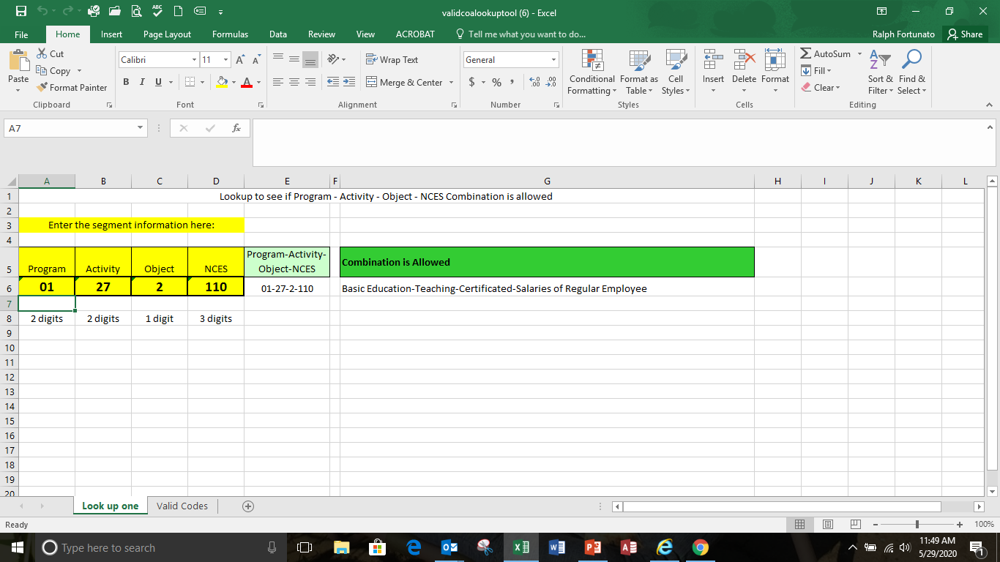 ABC
validcoalookuptool (6) - Excel
File Home Insert Page Layout Formulas Data Review View ACROBAT Tell me what you want to do... Ralph Fortunato Share
Paste
Cut
Copy
Format Painter
Clipboard
Calibri 11
B I U
Font
Wrap Text
Merge & Center
Alignment
General
$ % ,
Number
Conditional Formatting
Format as Table
Cell Styles
Styles
Insert Delete Format
Cells
AutoSum
Fill
Clear
Sort & Filter
Find & Select
Editing
A7 fx
A B C D E F G H I J K L
1 Lookup to see if Program - Activity - Object - NCES Combination is allowed
2
3 Enter the segment information here:
4
5 Program Activity Object NCES Program-Activity-Object-NCES Combination is Allowed
6 01 27 2 110 01-27-2-110 Basic Education-Teaching-Certificated-Salaries of Regular Employee
7
8 2 digits 2 digits 1 digit 3 digits
9
10
11
12
13
14
15
16
17
18
19
20
Look up one Valid Codes
Ready 100%
Type here to search
11:49 AM
5/29/2020
1